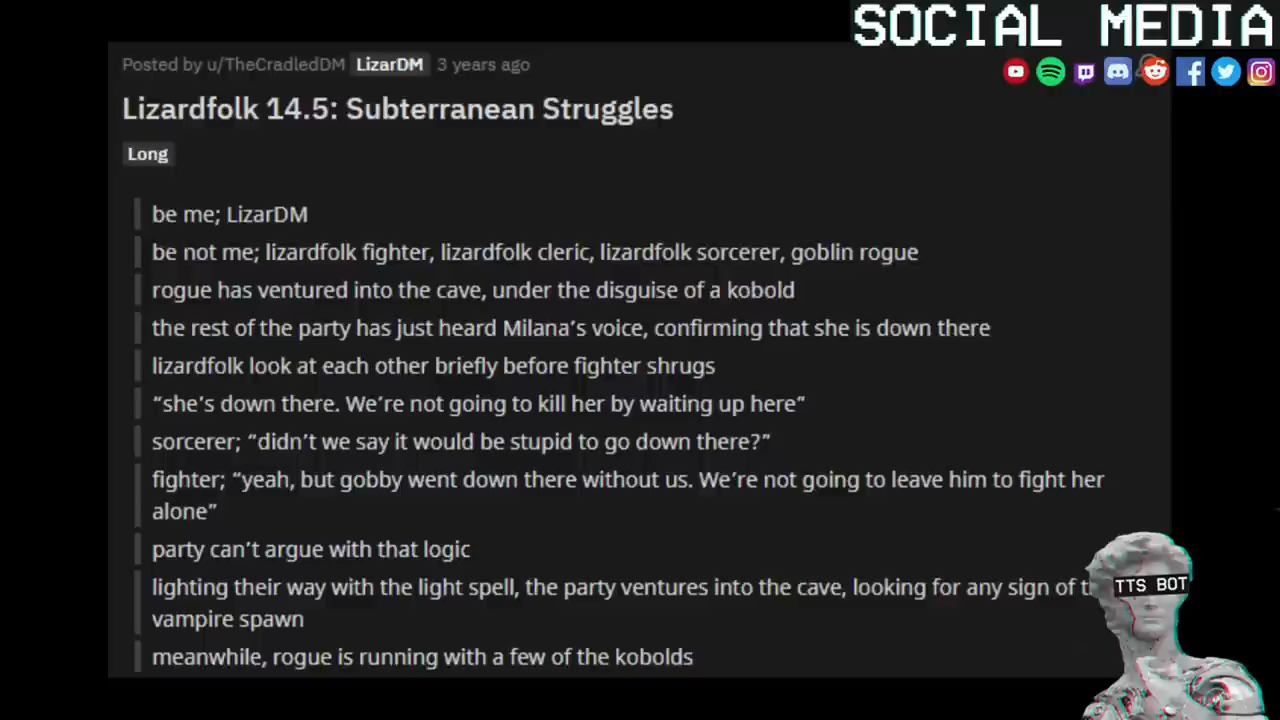 SOCIAL MEDIA
Posted by u/TheCradledDM LizarDM 3 years ago
Lizardfolk 14.5: Subterranean Struggles
Long
be me; LizarDM
be not me; lizardfolk fighter, lizardfolk cleric, lizardfolk sorcerer, goblin rogue
rogue has ventured into the cave, under the disguise of a kobold
the rest of the party has just heard Milana’s voice, confirming that she is down there
lizardfolk look at each other briefly before fighter shrugs
“she’s down there. We’re not going to kill her by waiting up here”
sorcerer; “didn’t we say it would be stupid to go down there?”
fighter; “yeah, but gobby went down there without us. We’re not going to leave him to fight her
alone”
party can’t argue with that logic
lighting their way with the light spell, the party ventures into the cave, looking for any sign of
vampire spawn
meanwhile, rogue is running with a few of the kobolds
TTS BOT